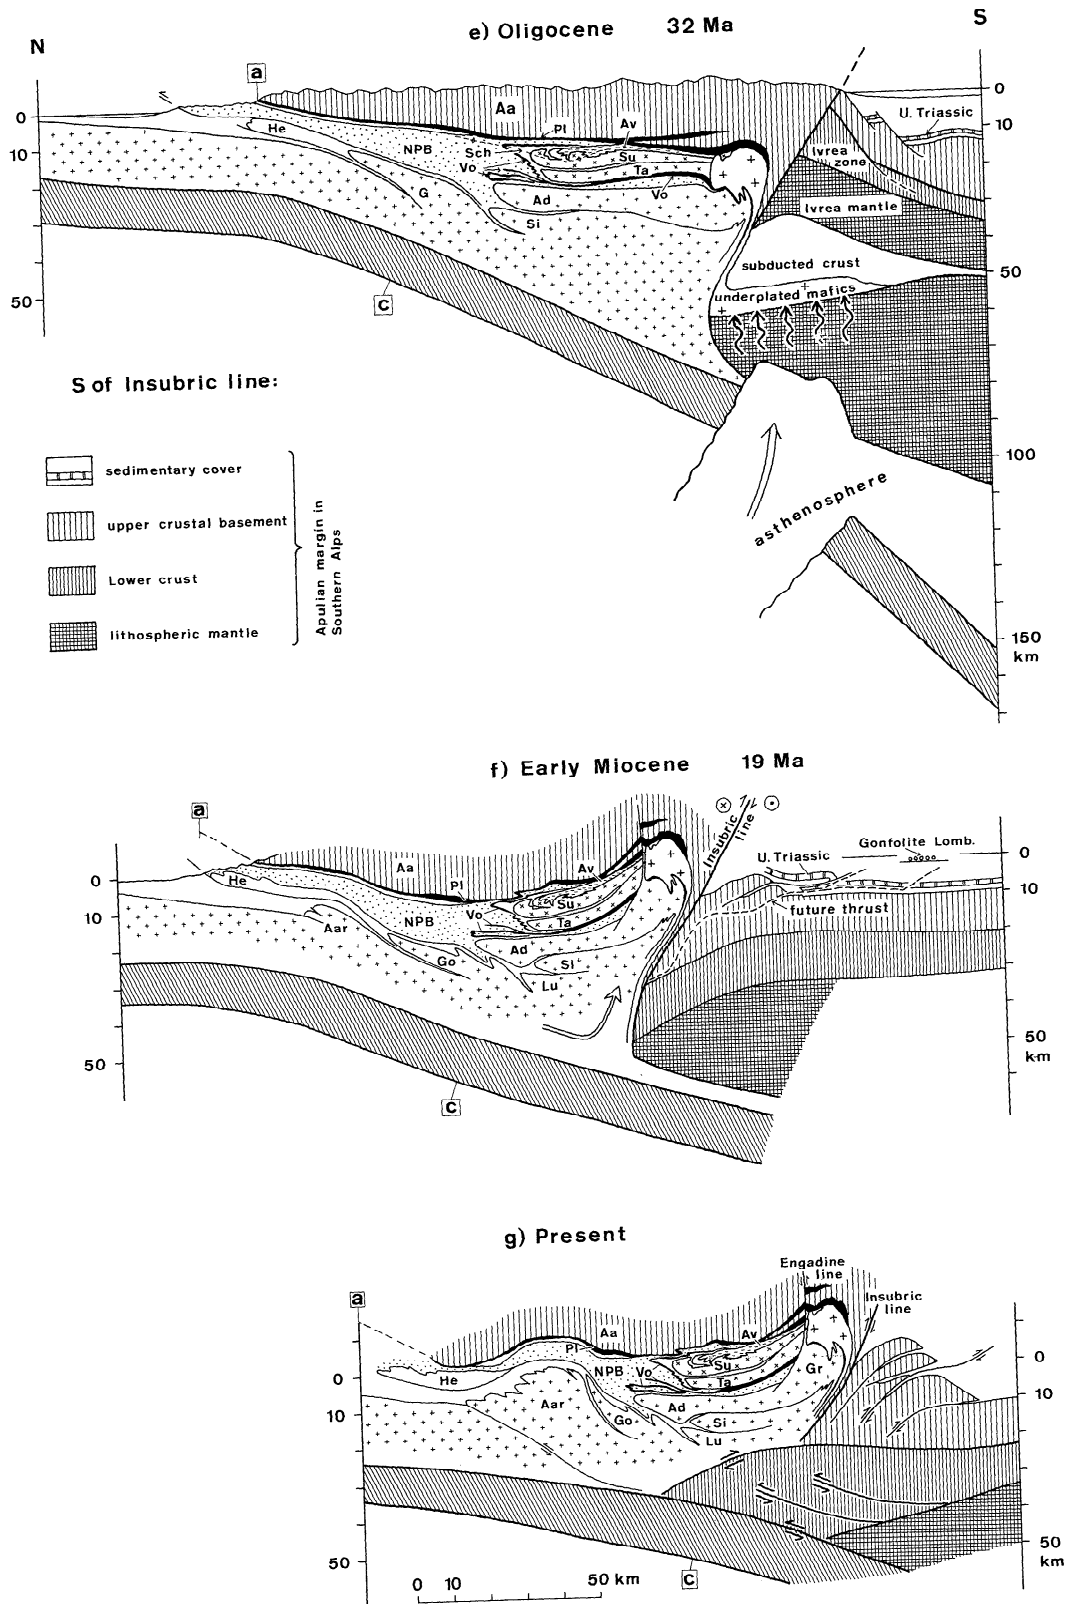 e) Oligocene 32 Ma
N
S
a
0
0
10
10
50
50
100
150
km
Aa
He
NPB
Sch
Pl
Av
Su
Vo
Ta
Vo
G
Ad
Si
c
U. Triassic
Ivrea
zone
Ivrea mantle
subducted crust
underplated mafics
asthenosphere
S of Insubric line:
sedimentary cover
upper crustal basement
Lower crust
lithospheric mantle
Apulian margin in
Southern Alps
f) Early Miocene 19 Ma
a
0
0
10
10
50
50
km
He
Aa
Pl
Av
Su
Vo
NPB
Ta
Aar
Go
Ad
Si
Lu
c
Insubric
line
U. Triassic
Gonfolite Lomb.
future thrust
g) Present
Engadine
line
Insubric
line
a
0
0
10
10
50
50
km
Aa
Pl
Av
He
NPB
Vo
Su
Gr
Ta
Aar
Go
Ad
Si
Lu
c
0 10 50 km